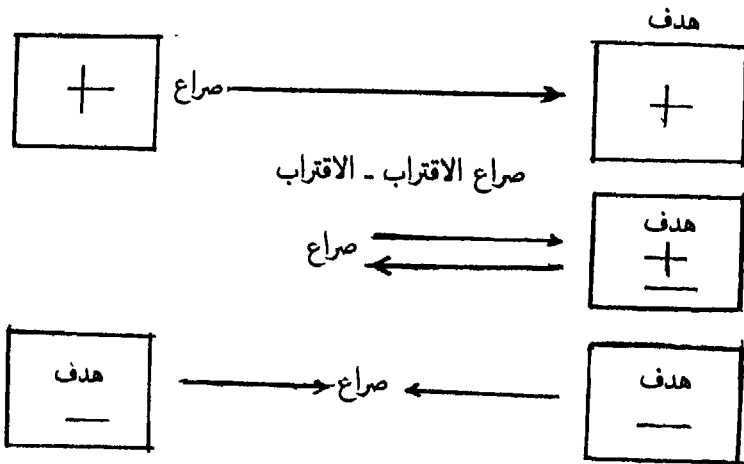 هدف
+ صراع +
صراع الاقتراب - الاقتراب
هدف
صراع +
−
هدف صراع هدف
− −